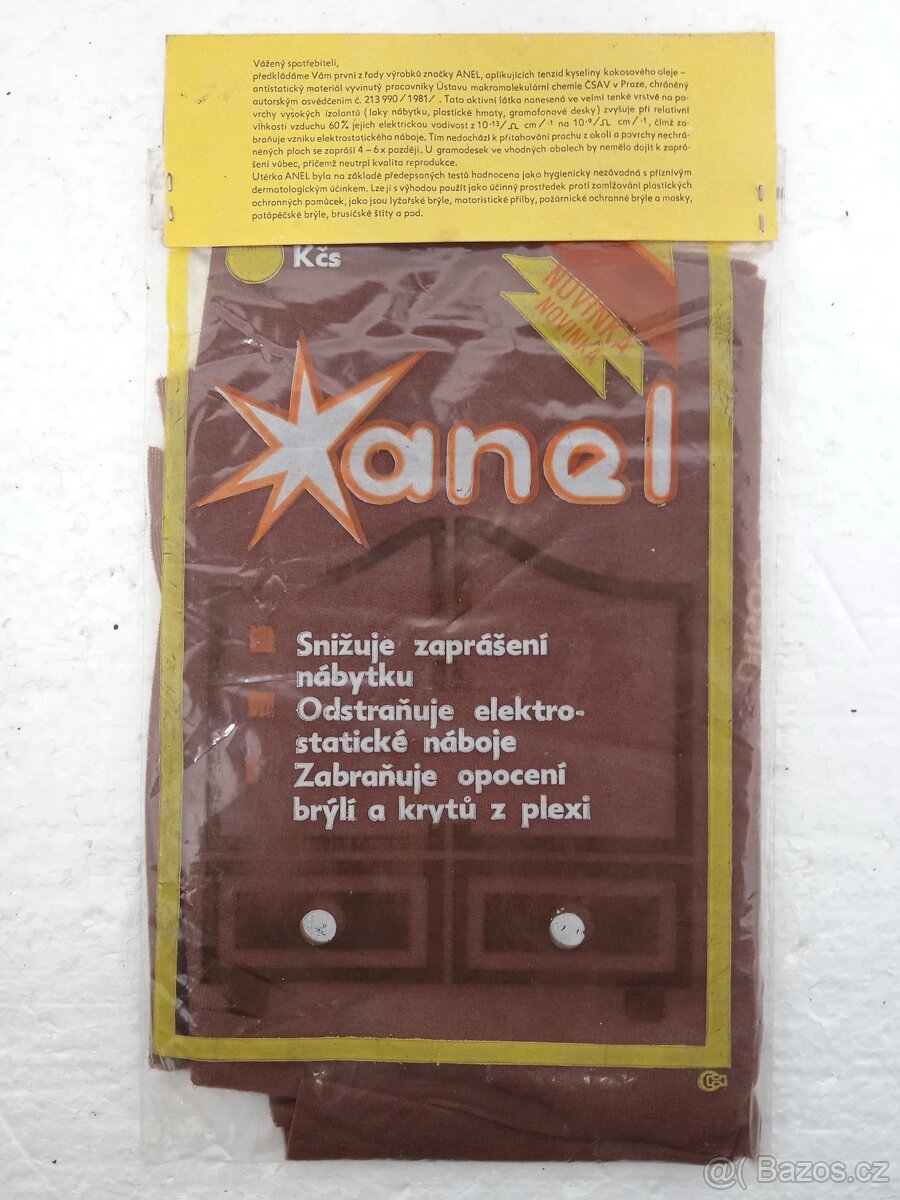 Vážený spotřebiteli,
předkládáme Vám první z řady výrobků značky ANEL, aplikujících tenzid kyseliny kokosového oleje –
antistatický materiál vyvinutý pracovníky Ústavu makromolekulární chemie ČSAV v Praze, chráněný
autorským osvědčením č. 213 990/1981/. Tato aktivní látka nanesená ve velmi tenké vrstvě na po-
vrchy vysokých izolantů (laky nábytku, plastické hmoty, gramofonové desky) zvyšuje při relativní
vlhkosti vzduchu 60 % jejich elektrickou vodivost z 10⁻¹³/Ω cm/⁻¹ na 10⁻⁹/Ω cm/⁻¹, čímž za-
braňuje vzniku elektrostatického náboje. Tím nedochází k přitahování prachu z okolí a povrchy nechrá-
něných ploch se zapráší 4 – 6 x později. U gramodesek ve vhodných obalech by nemělo dojít k zaprá-
šení vůbec, přičemž neutrpí kvalita reprodukce.
Utěrka ANEL byla na základě předepsaných testů hodnocena jako hygienicky nezávadná s příznivým
dermatologickým účinkem. Lze ji s výhodou použít jako účinný prostředek proti zamlžování plastických
ochranných pomůcek, jako jsou lyžařské brýle, motoristické přilby, požárnické ochranné brýle a masky,
potápěčské brýle, brusičské štíty a pod.
Kčs
NOVINKA
NOVINKA
anel
Snižuje zaprášení
nábytku
Odstraňuje elektro-
statické náboje
Zabraňuje opocení
brýlí a krytů z plexi
@( Bazos.cz